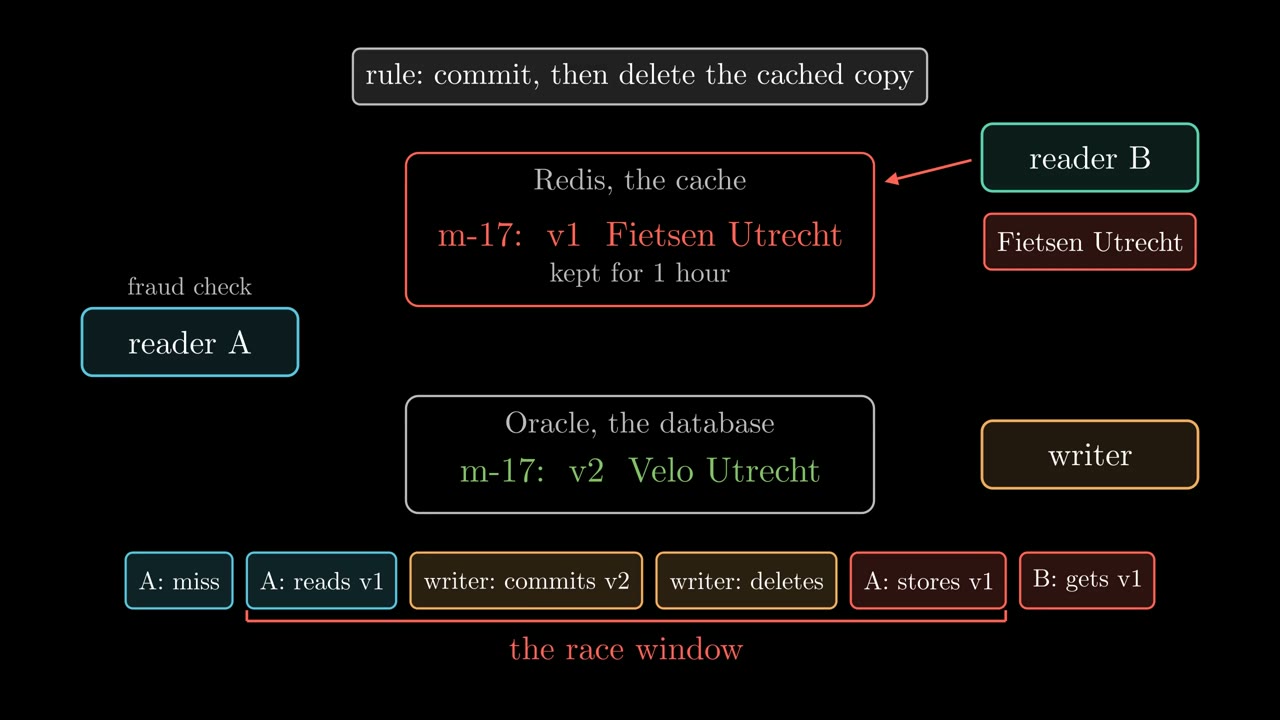 rule: commit, then delete the cached copy
Redis, the cache
m-17: v1 Fietsen Utrecht
kept for 1 hour
reader B
Fietsen Utrecht
fraud check
reader A
Oracle, the database
m-17: v2 Velo Utrecht
writer
A: miss
A: reads v1
writer: commits v2
writer: deletes
A: stores v1
B: gets v1
the race window